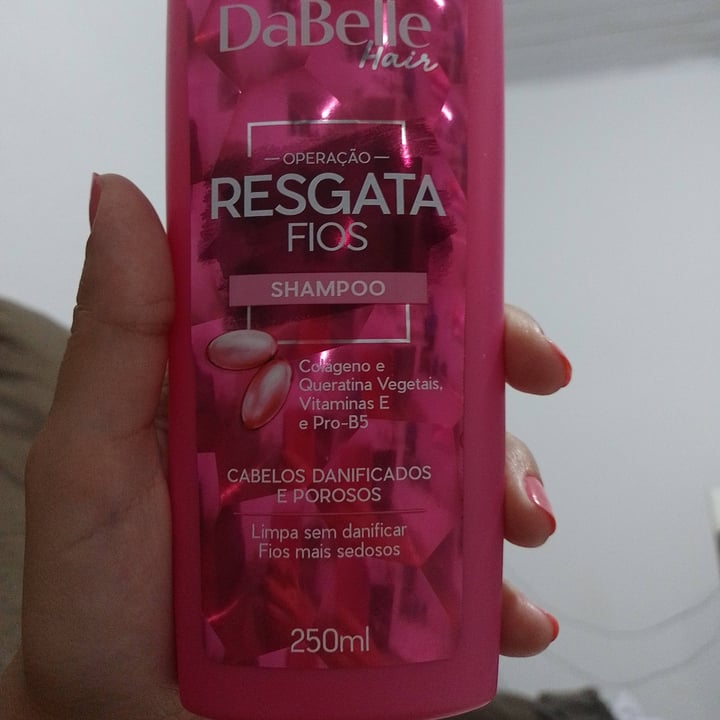 DaBelle
Hair
— OPERAÇÃO —
RESGATA
FIOS
SHAMPOO
Colágeno e
Queratina Vegetais,
Vitaminas E
e Pro-B5
CABELOS DANIFICADOS
E POROSOS
Limpa sem danificar
Fios mais sedosos
250ml